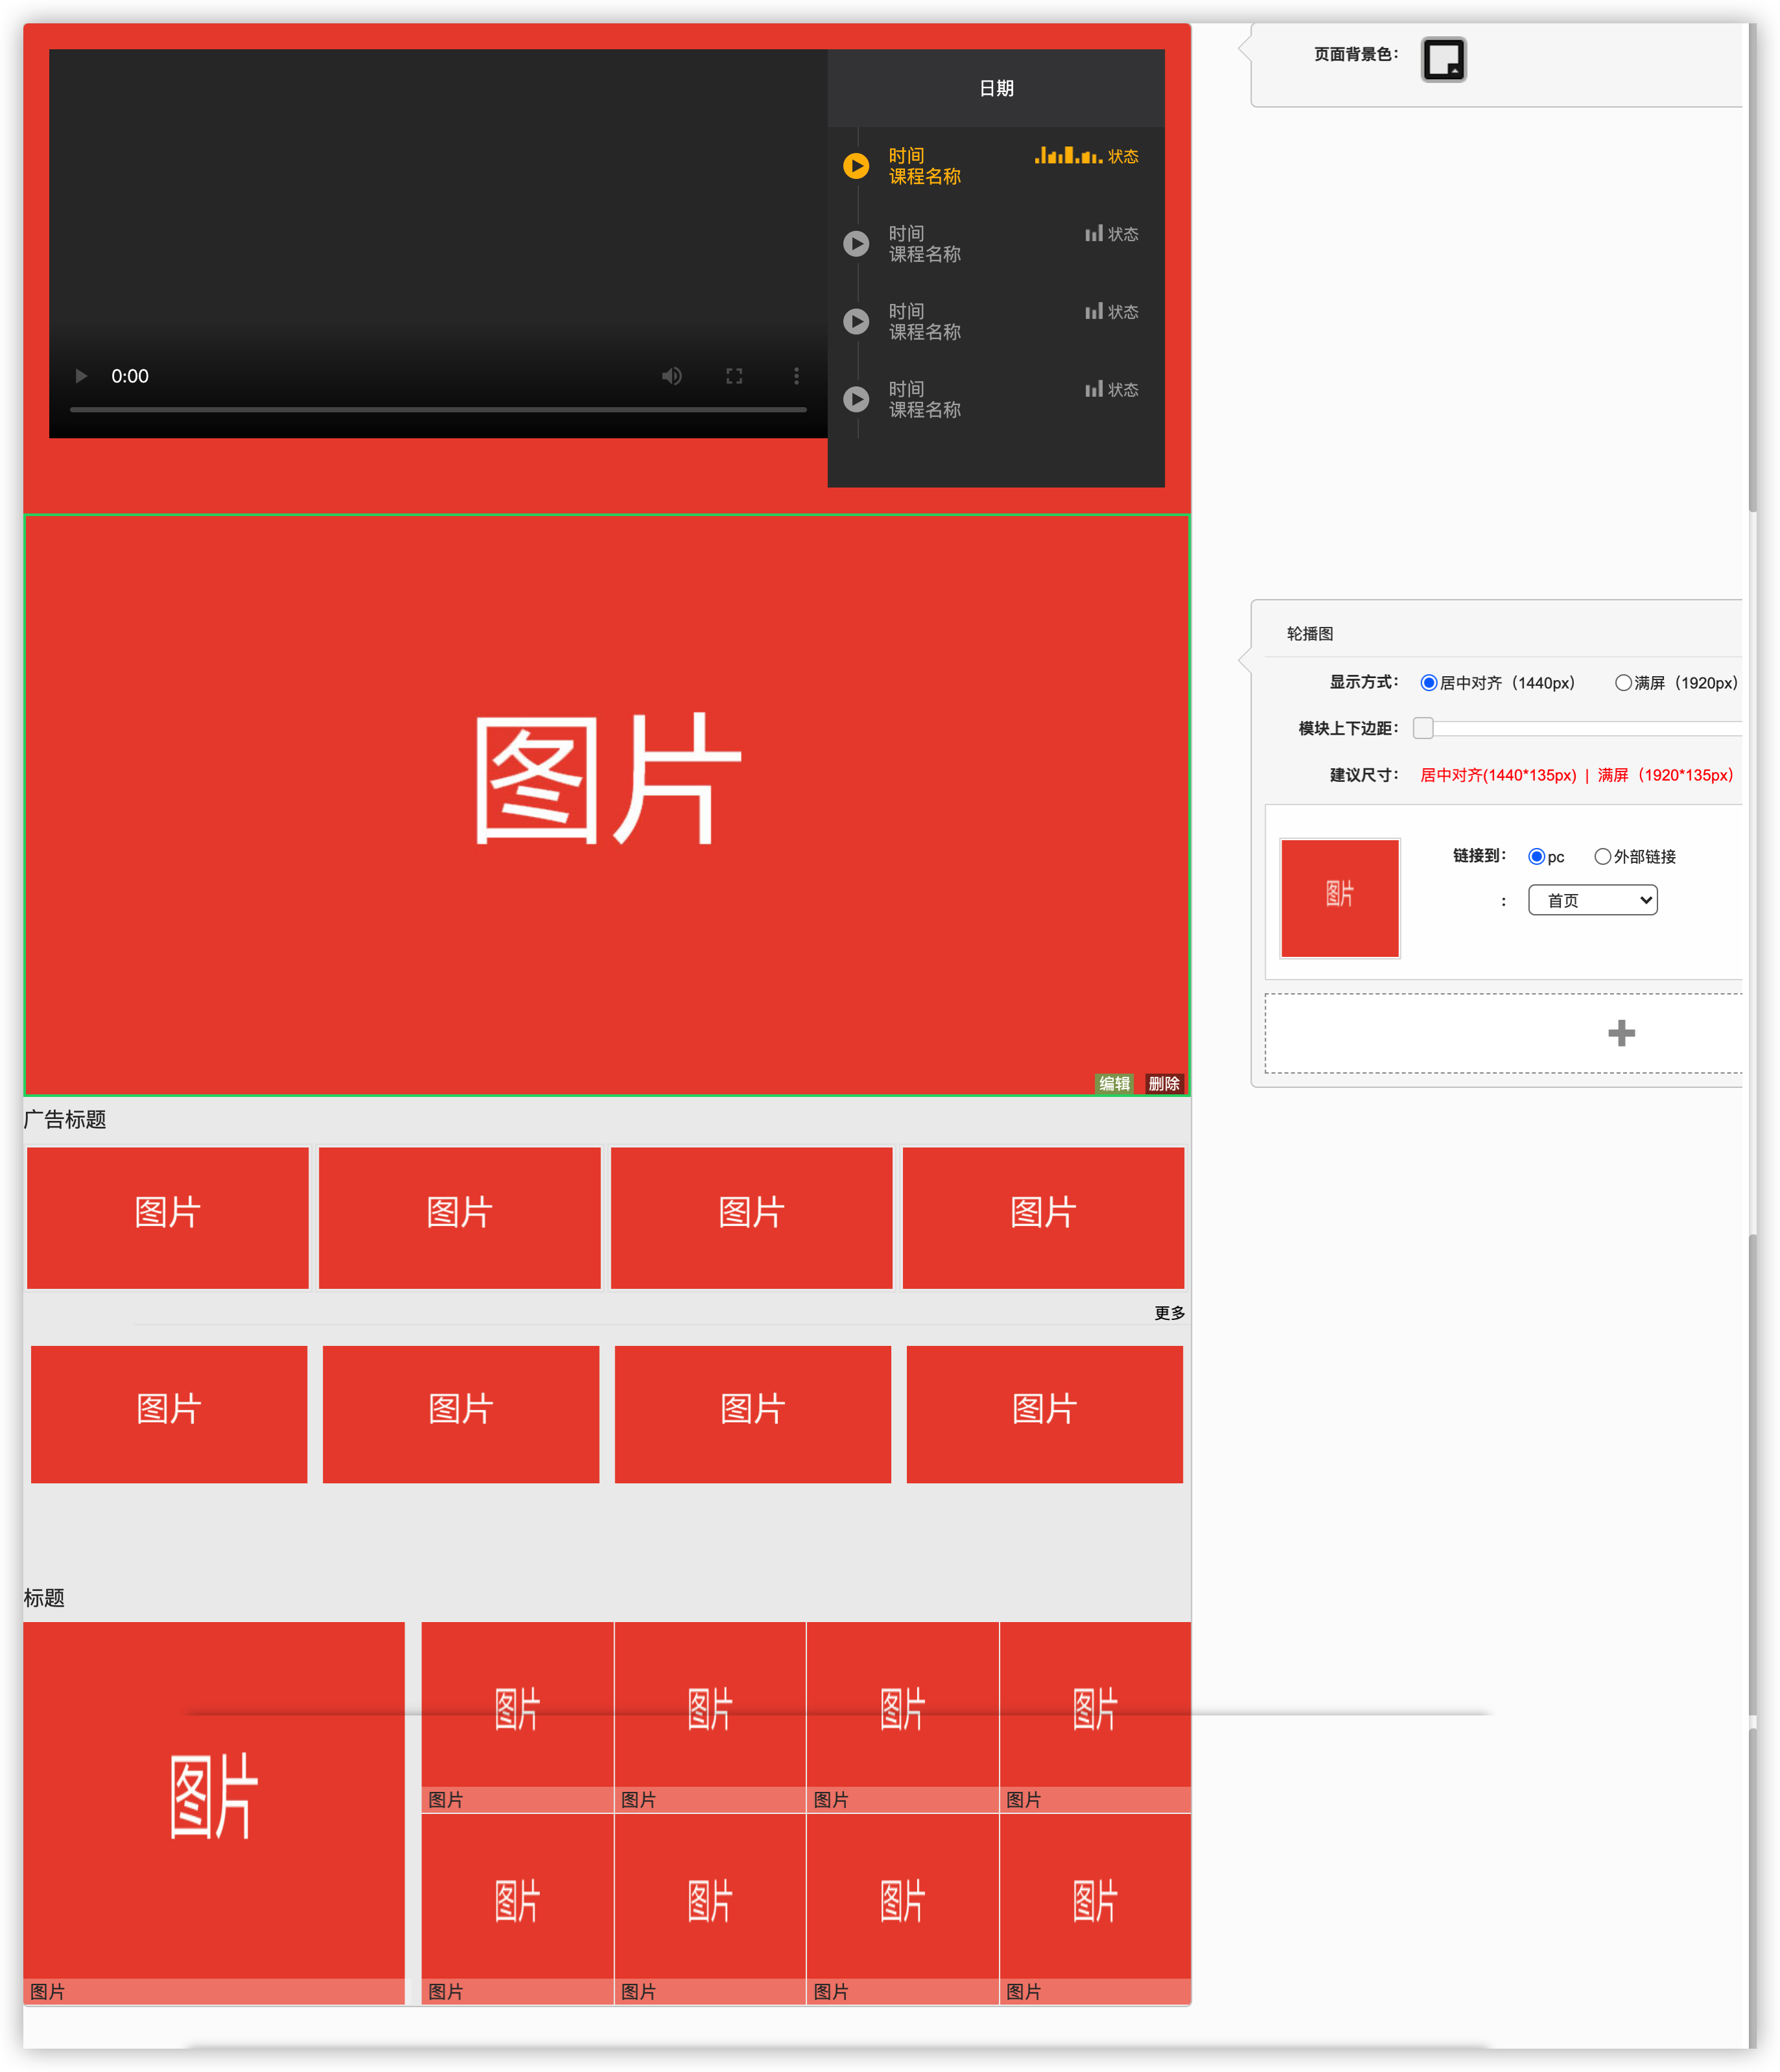 日期
时间
课程名称
状态
时间
课程名称
状态
时间
课程名称
状态
时间
课程名称
状态
0:00
图片
编辑 删除
广告标题
图片 图片 图片 图片
更多
图片 图片 图片 图片
标题
图片
图片
图片 图片 图片 图片
图片 图片 图片 图片
图片 图片 图片 图片
图片 图片 图片 图片
页面背景色：
轮播图
显示方式： 居中对齐（1440px） 满屏（1920px）
模块上下边距：
建议尺寸： 居中对齐(1440*135px) | 满屏（1920*135px）
图片
链接到： pc 外部链接
： 首页